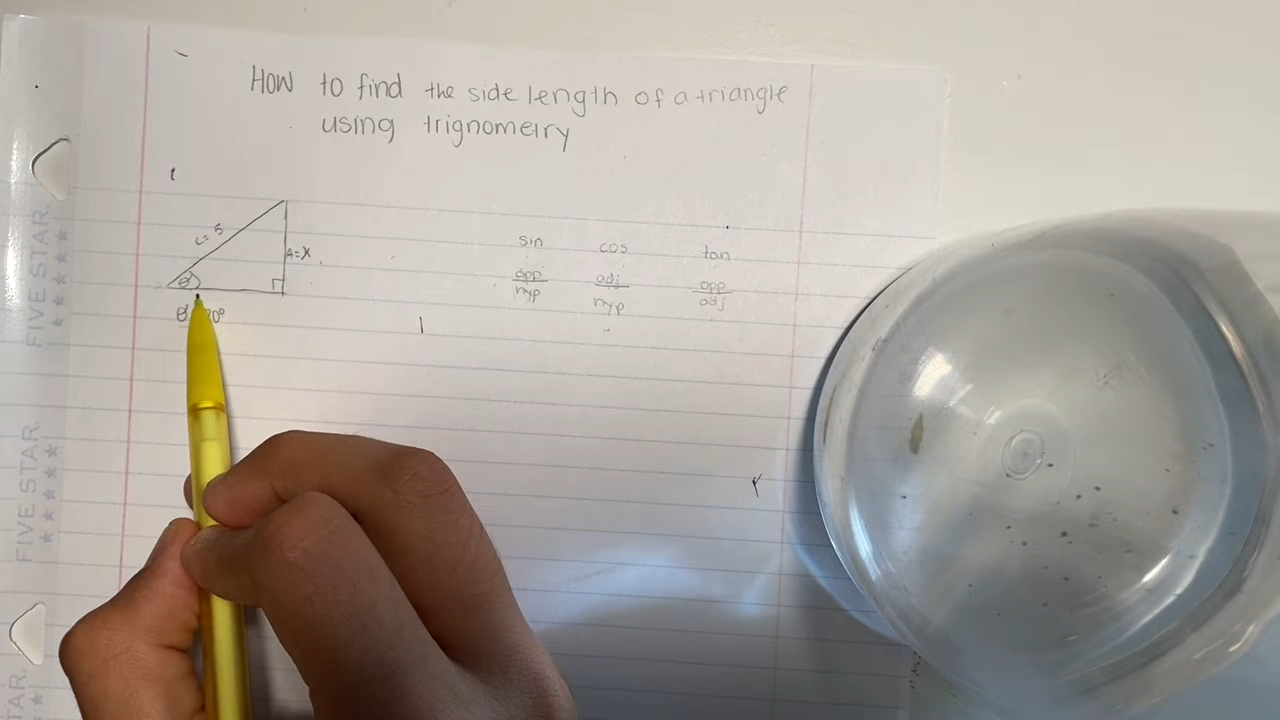 HOW to find the side length of a triangle
using trignometry
c = 5
A = X
θ
sin cos tan
opp adj opp
hyp hyp adj
FIVE STAR
FIVE STAR